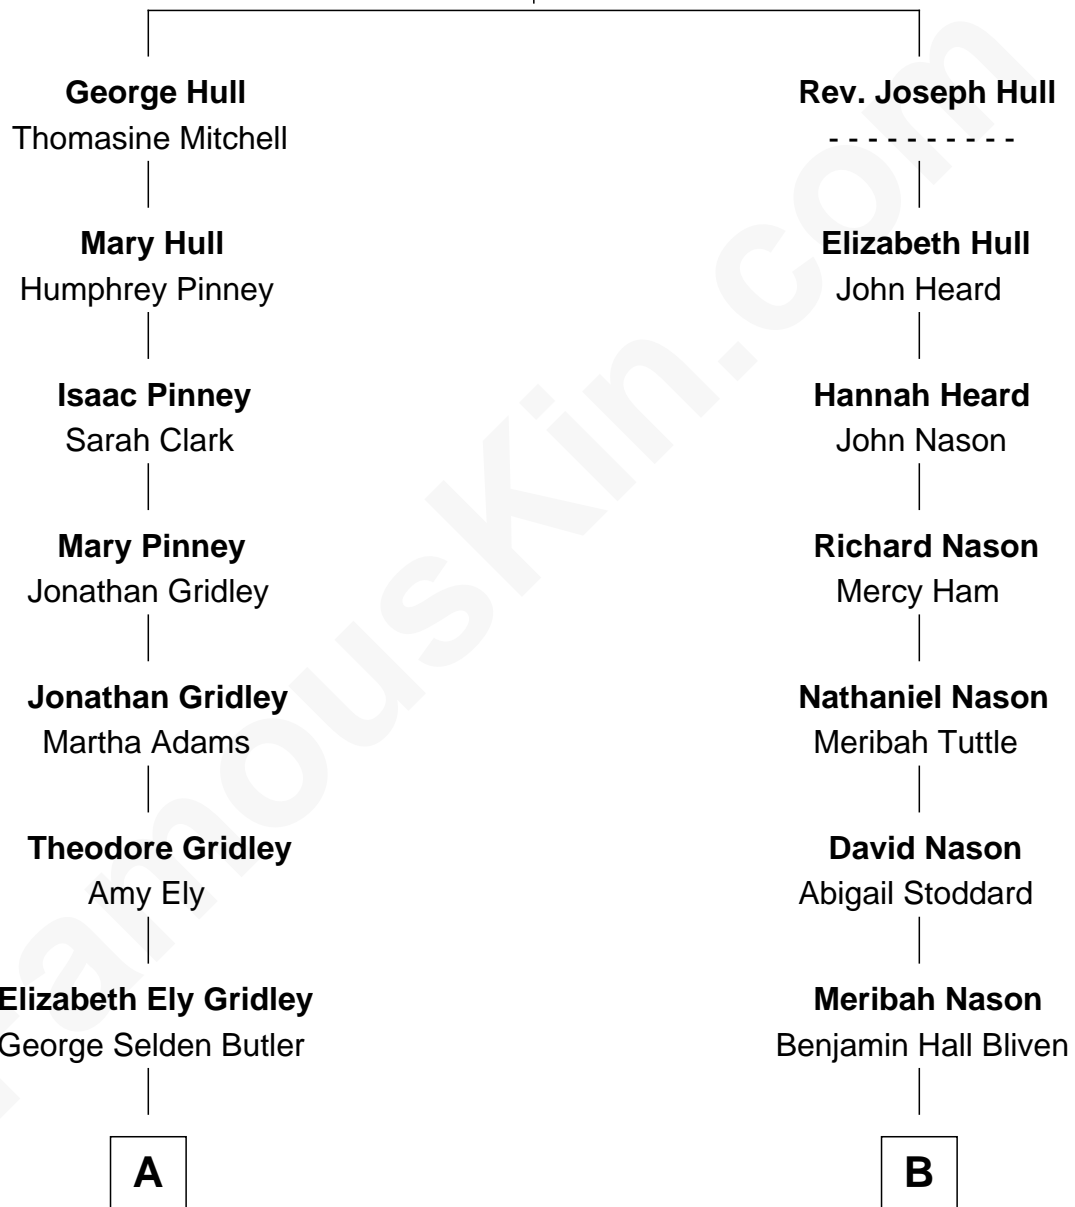 George Hull
Thomasine Mitchell
Mary Hull
Humphrey Pinney
Isaac Pinney
Sarah Clark
Mary Pinney
Jonathan Gridley
Jonathan Gridley
Martha Adams
Theodore Gridley
Amy Ely
Elizabeth Ely Gridley
George Selden Butler
A
Rev. Joseph Hull
- - - - - - - - - -
Elizabeth Hull
John Heard
Hannah Heard
John Nason
Richard Nason
Mercy Ham
Nathaniel Nason
Meribah Tuttle
David Nason
Abigail Stoddard
Meribah Nason
Benjamin Hall Bliven
B
FamousKin.com